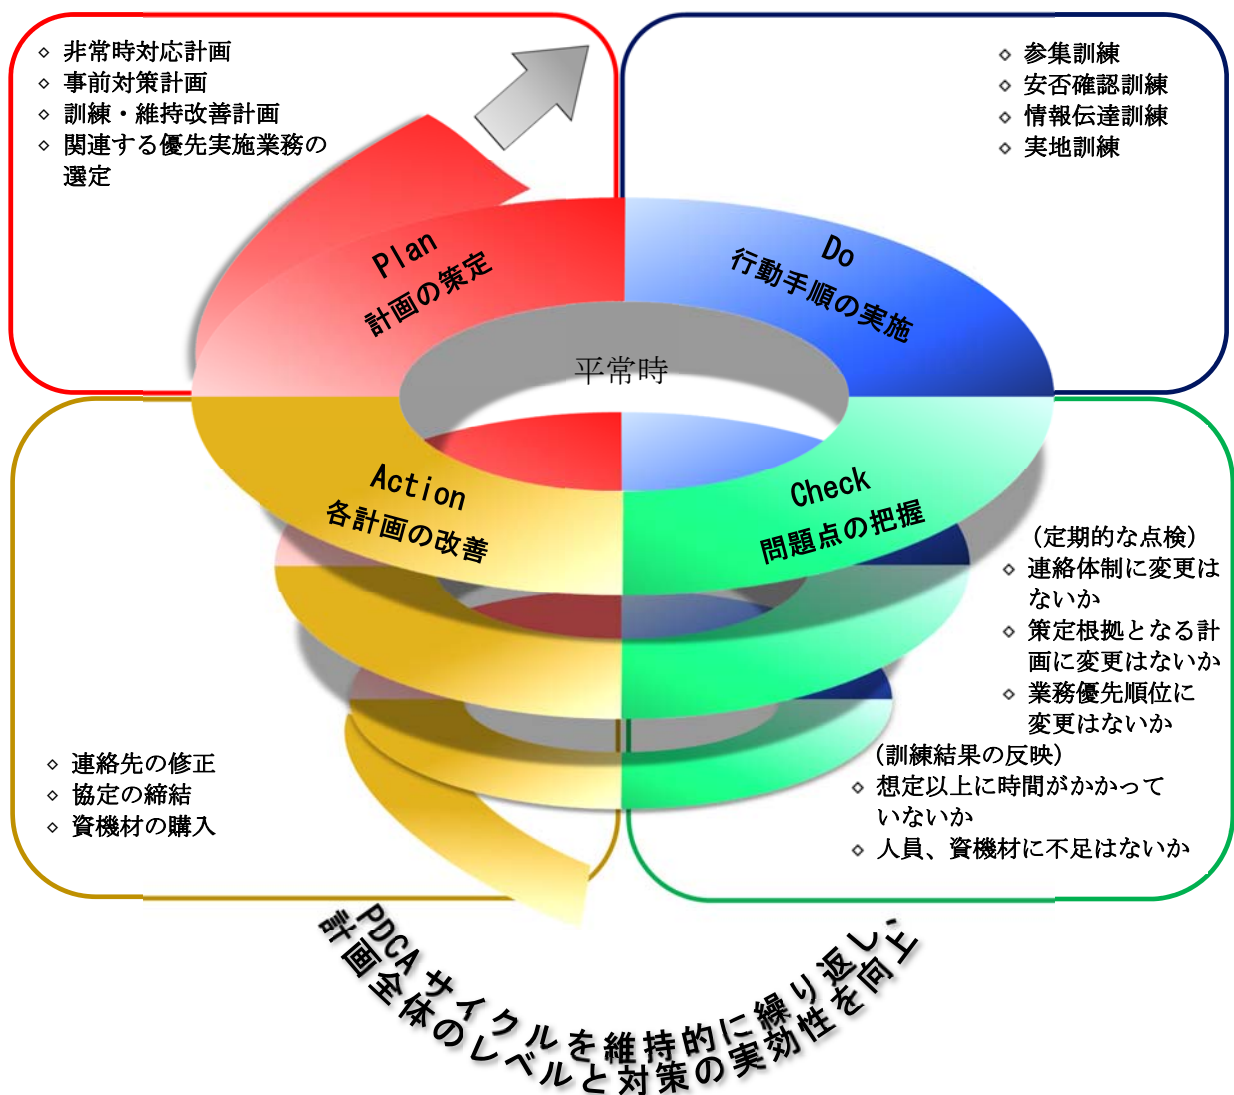 ◇ 非常時対応計画
◇ 事前対策計画
◇ 訓練・維持改善計画
◇ 関連する優先実施業務の
選定
◇ 参集訓練
◇ 安否確認訓練
◇ 情報伝達訓練
◇ 実地訓練
Plan
計画の策定
Do
行動手順の実施
平常時
Action
各計画の改善
Check
問題点の把握
(定期的な点検)
◇ 連絡体制に変更は
ないか
◇ 策定根拠となる計
画に変更はないか
◇ 業務優先順位に
変更はないか
(訓練結果の反映)
◇ 想定以上に時間がかかって
いないか
◇ 人員、資機材に不足はないか
◇ 連絡先の修正
◇ 協定の締結
◇ 資機材の購入
PDCAサイクルを維持的に繰り返し、
計画全体のレベルと対策の実効性を向上